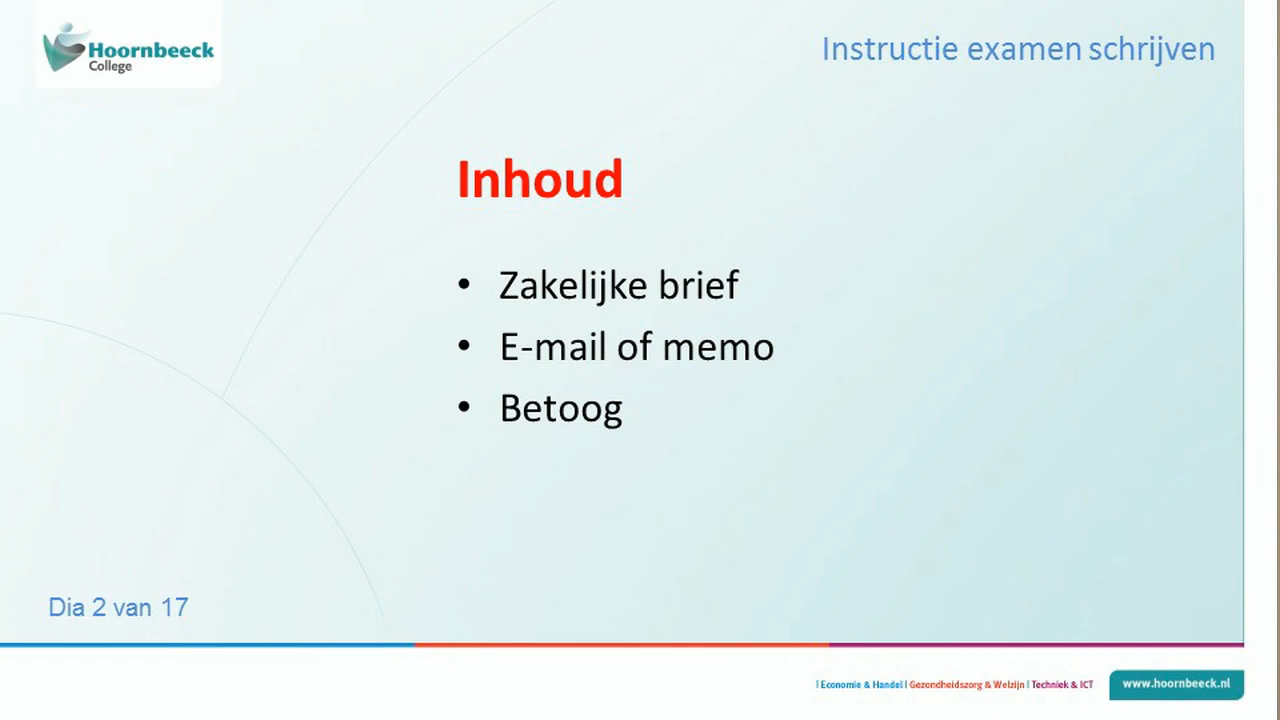 Hoornbeeck
College
Instructie examen schrijven
Inhoud
• Zakelijke brief
• E-mail of memo
• Betoog
Dia 2 van 17
| Economie & Handel | Gezondheidszorg & Welzijn | Techniek & ICT
www.hoornbeeck.nl